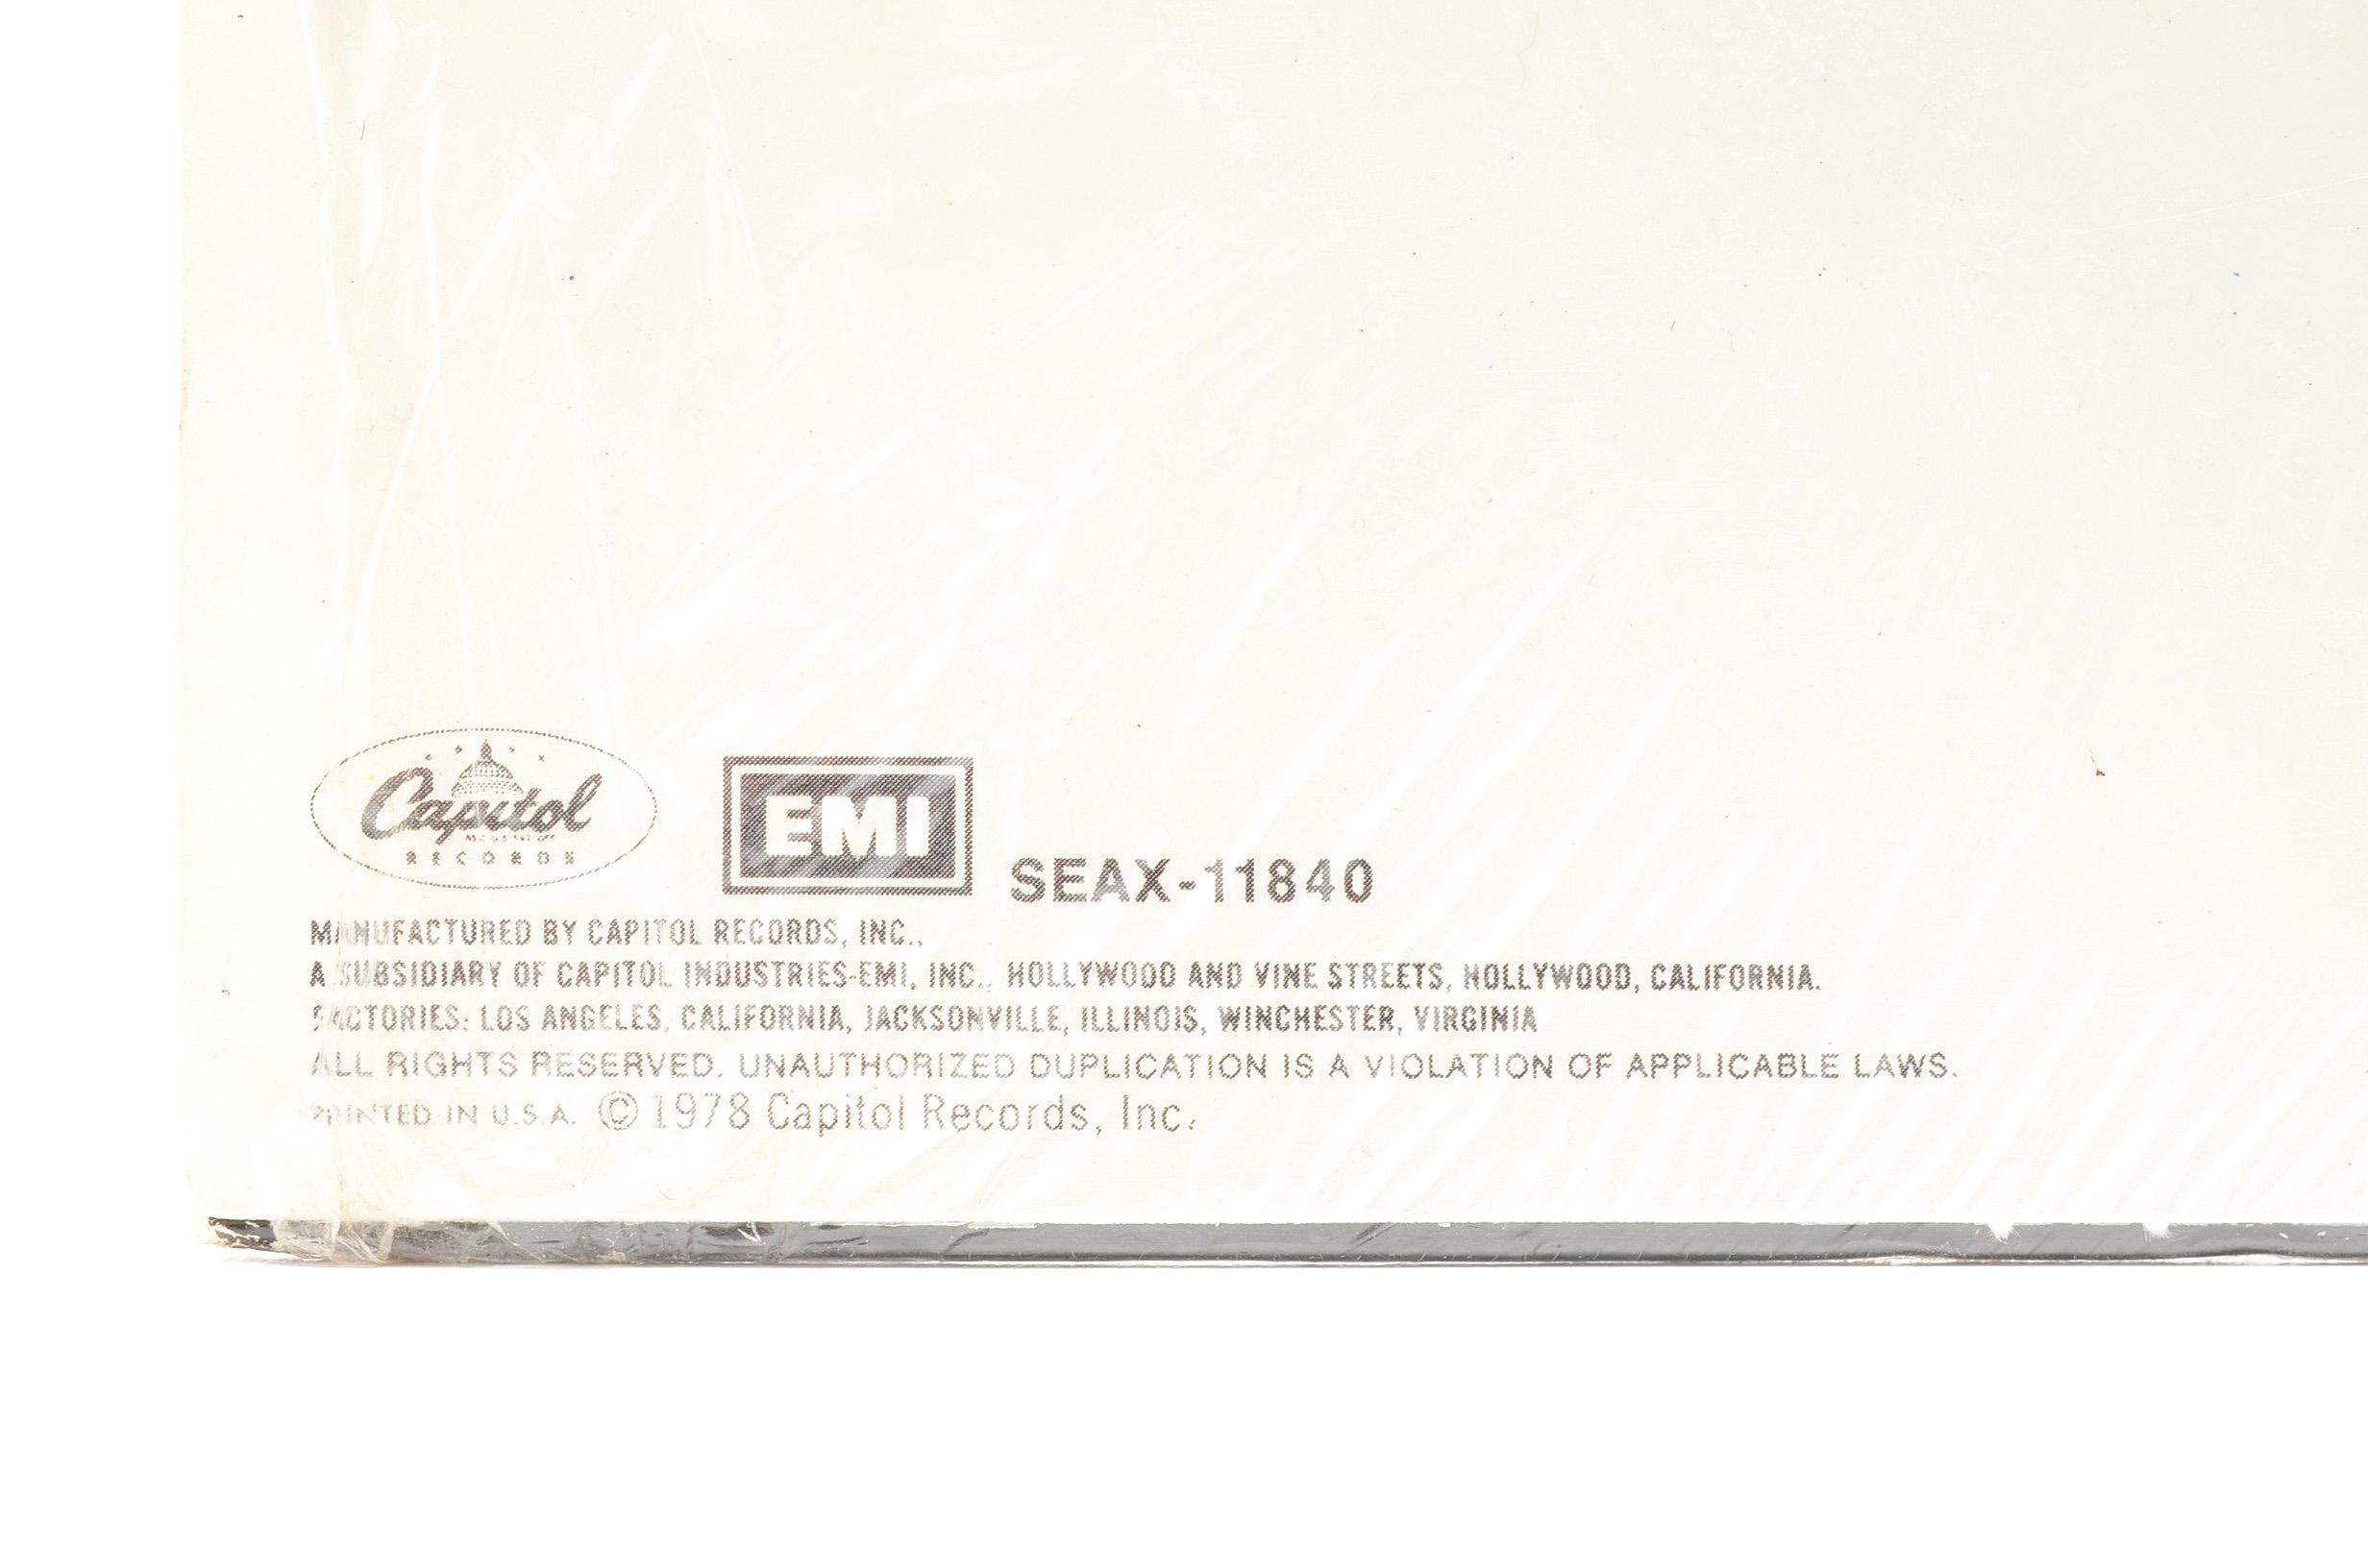 Capitol
RECORDS
EMI
SEAX-11840
MANUFACTURED BY CAPITOL RECORDS, INC.,
A SUBSIDIARY OF CAPITOL INDUSTRIES-EMI, INC., HOLLYWOOD AND VINE STREETS, HOLLYWOOD, CALIFORNIA.
FACTORIES: LOS ANGELES, CALIFORNIA, JACKSONVILLE, ILLINOIS, WINCHESTER, VIRGINIA
ALL RIGHTS RESERVED. UNAUTHORIZED DUPLICATION IS A VIOLATION OF APPLICABLE LAWS.
PRINTED IN U.S.A. © 1978 Capitol Records, Inc.